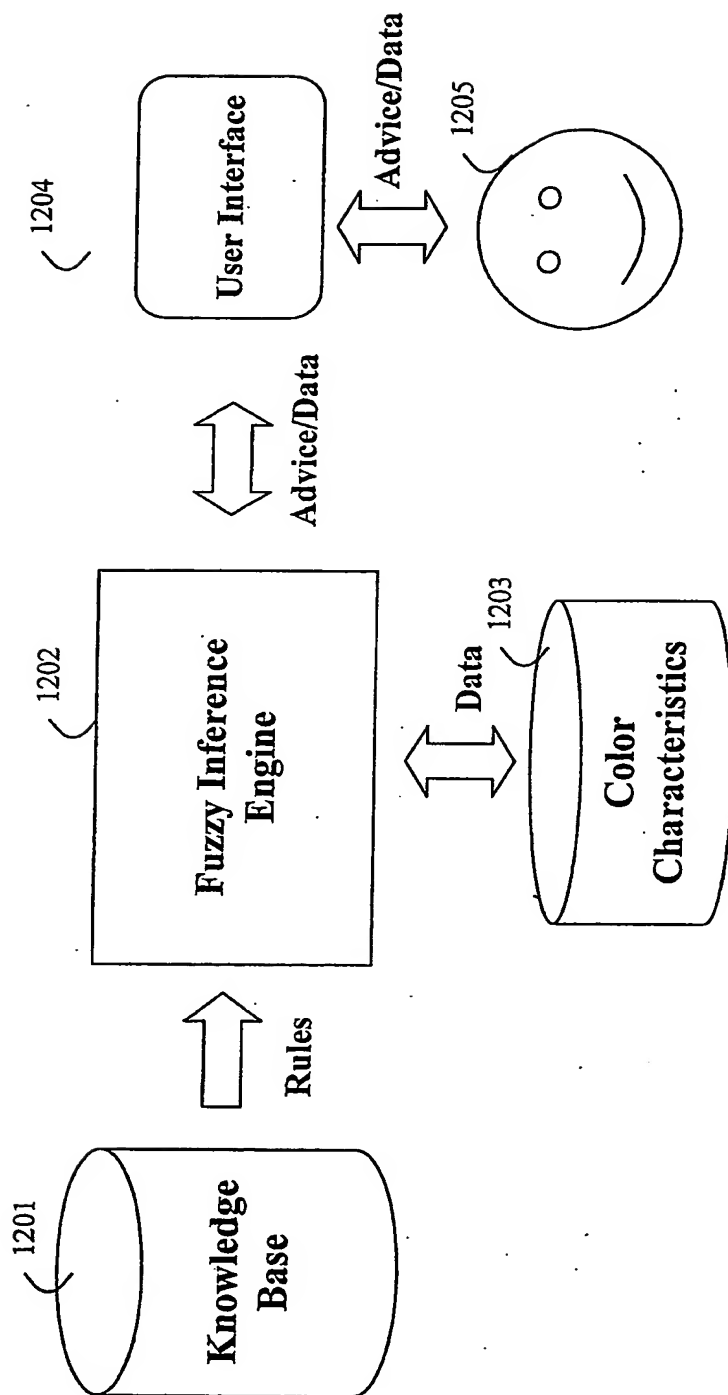 1201
Knowledge
Base
Rules
1202
Fuzzy Inference
Engine
Data
1203
Color
Characteristics
Advice/Data
1204
User Interface
Advice/Data
1205